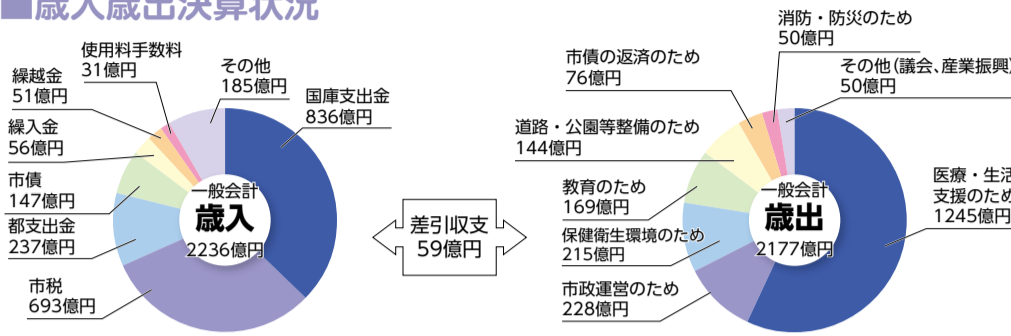 ■歳入歳出決算状況
使用料手数料
31億円
繰越金
51億円
繰入金
56億円
市債
147億円
都支出金
237億円
市税
693億円
その他
185億円
国庫支出金
836億円
一般会計
歳入
2236億円
差引収支
59億円
消防・防災のため
50億円
市債の返済のため
76億円
その他(議会、産業振興)
50億円
道路・公園等整備のため
144億円
教育のため
169億円
保健衛生環境のため
215億円
市政運営のため
228億円
医療・生活
支援のため
1245億円
一般会計
歳出
2177億円